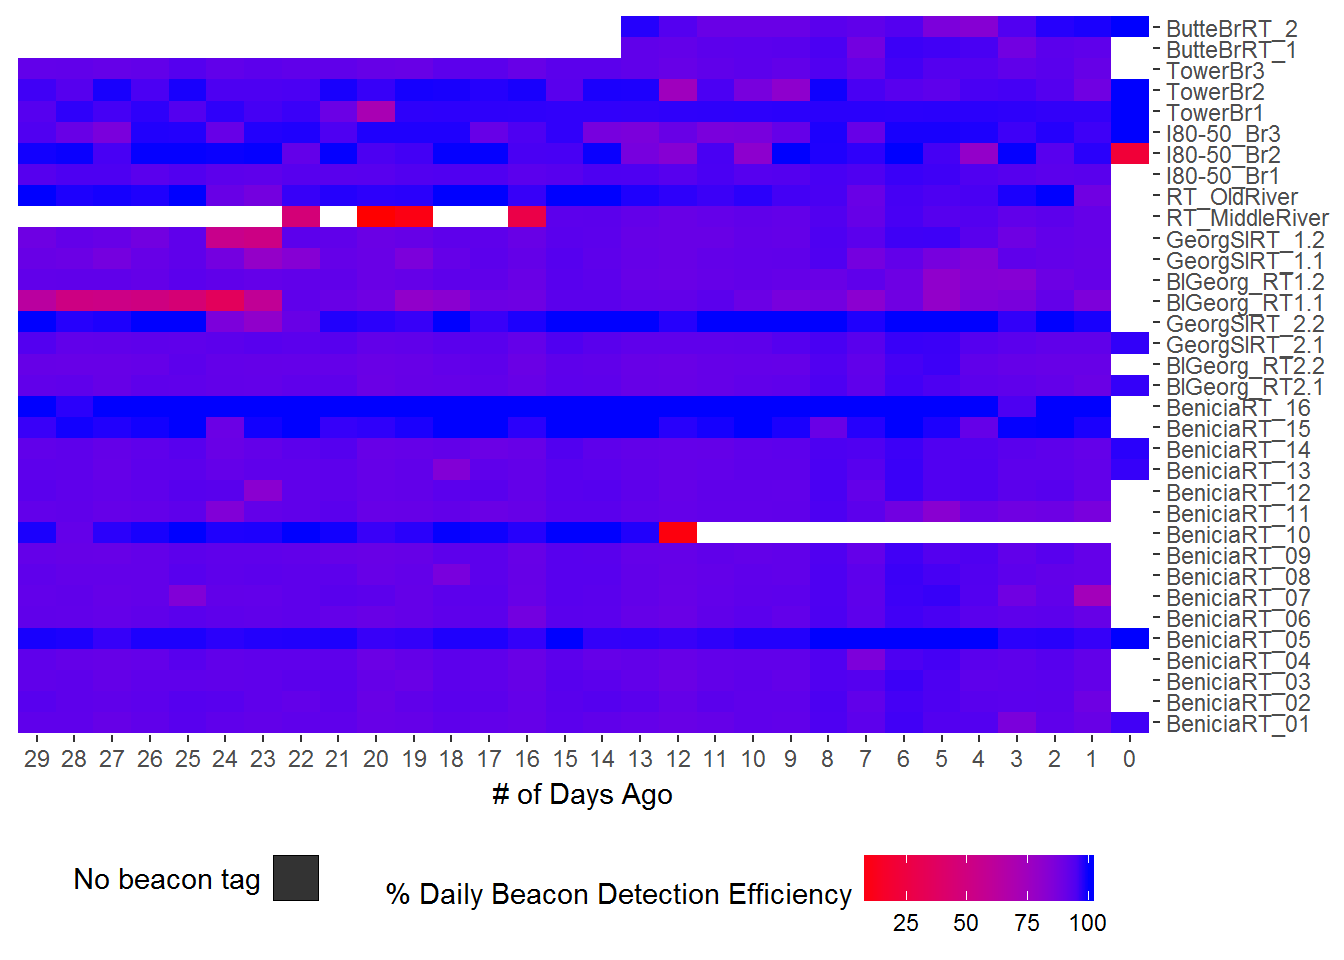 ButteBrRT_2
ButteBrRT_1
TowerBr3
TowerBr2
TowerBr1
I80-50_Br3
I80-50_Br2
I80-50_Br1
RT_OldRiver
RT_MiddleRiver
GeorgSlRT_1.2
GeorgSlRT_1.1
BlGeorg_RT1.2
BlGeorg_RT1.1
GeorgSlRT_2.2
GeorgSlRT_2.1
BlGeorg_RT2.2
BlGeorg_RT2.1
BeniciaRT_16
BeniciaRT_15
BeniciaRT_14
BeniciaRT_13
BeniciaRT_12
BeniciaRT_11
BeniciaRT_10
BeniciaRT_09
BeniciaRT_08
BeniciaRT_07
BeniciaRT_06
BeniciaRT_05
BeniciaRT_04
BeniciaRT_03
BeniciaRT_02
BeniciaRT_01
29 28 27 26 25 24 23 22 21 20 19 18 17 16 15 14 13 12 11 10 9 8 7 6 5 4 3 2 1 0
# of Days Ago
No beacon tag
% Daily Beacon Detection Efficiency
25 50 75 100